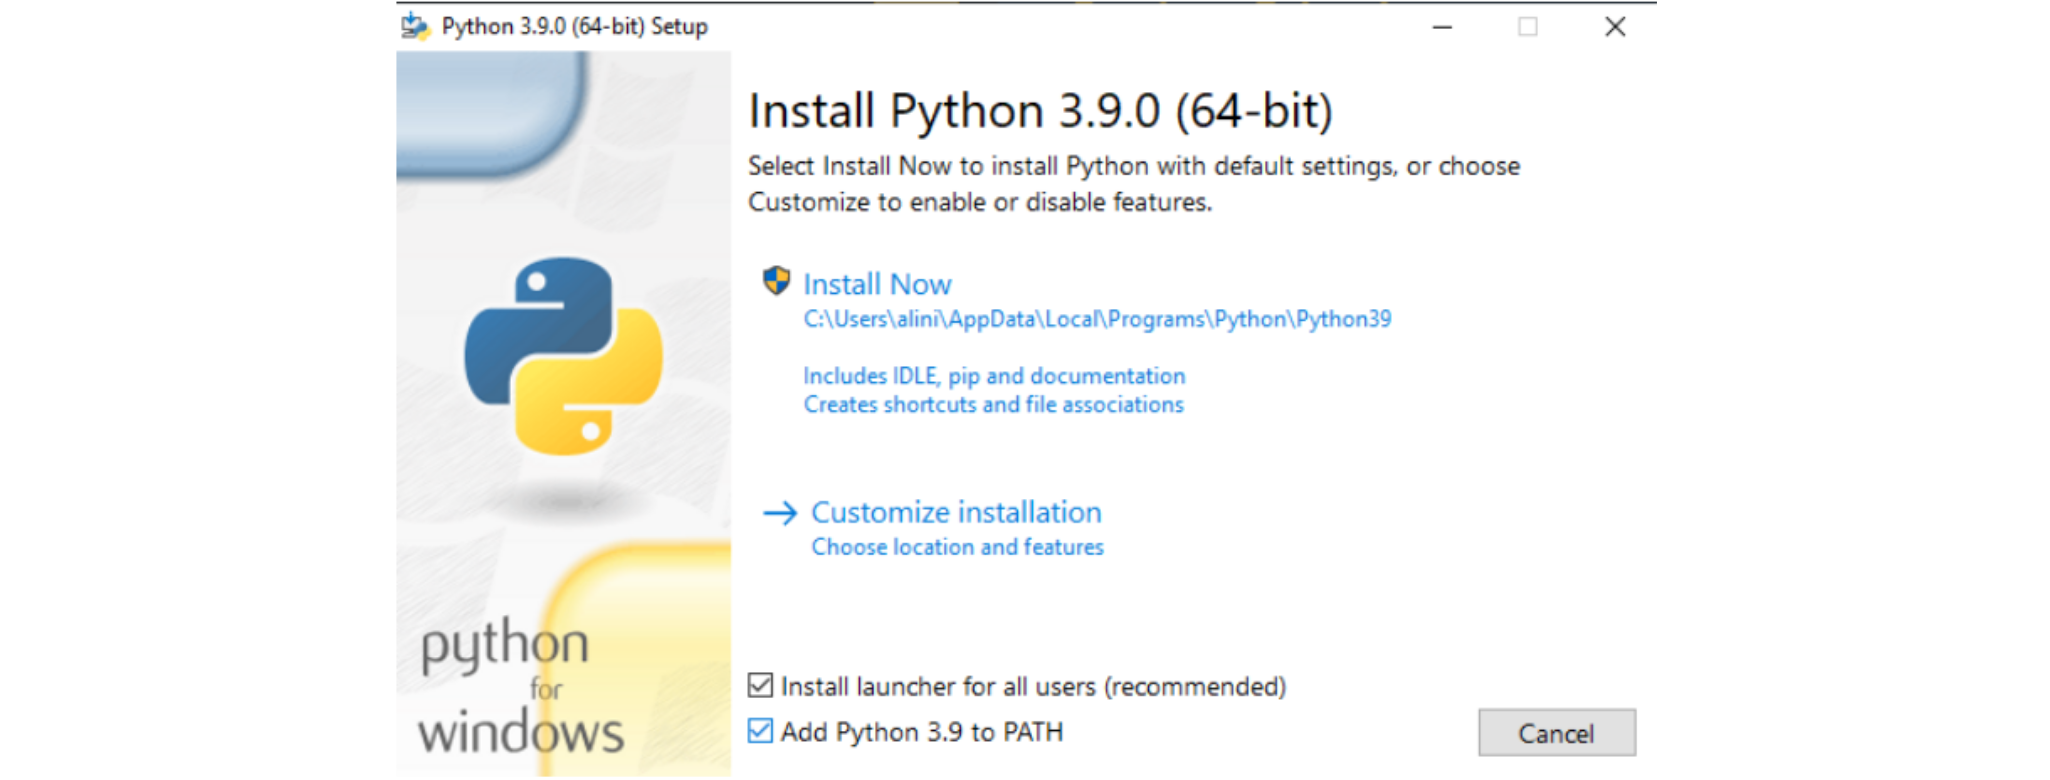 Python 3.9.0 (64-bit) Setup
Install Python 3.9.0 (64-bit)
Select Install Now to install Python with default settings, or choose
Customize to enable or disable features.
Install Now
C:\Users\alini\AppData\Local\Programs\Python\Python39
Includes IDLE, pip and documentation
Creates shortcuts and file associations
Customize installation
Choose location and features
python
for
windows
Install launcher for all users (recommended)
Add Python 3.9 to PATH
Cancel